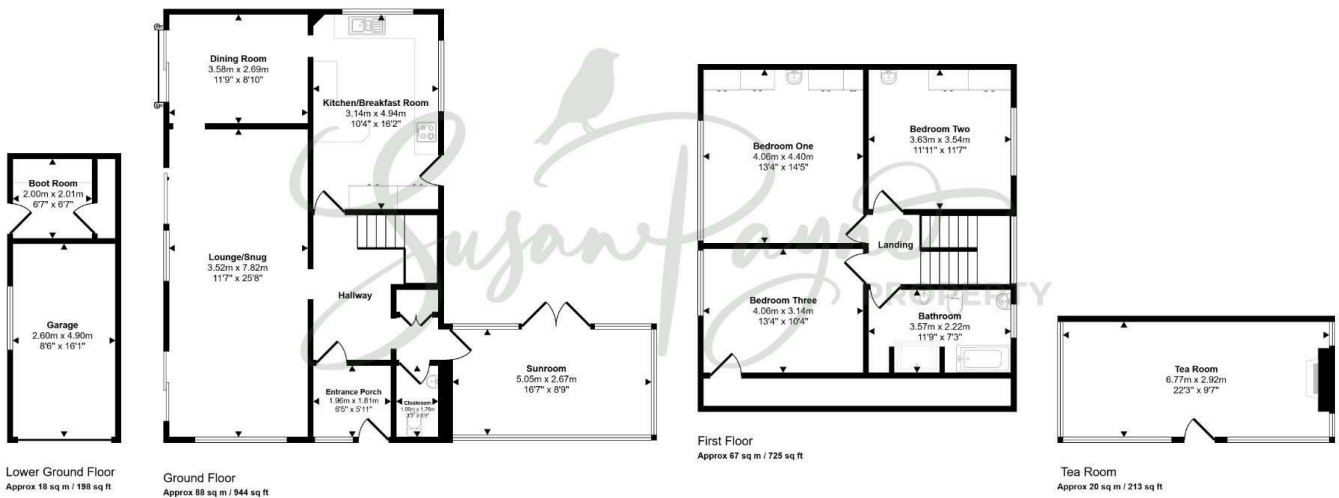 Boot Room
2.00m x 2.01m
6'7" x 6'7"
Garage
2.60m x 4.90m
8'6" x 16'1"
Lower Ground Floor
Approx 18 sq m / 198 sq ft
Dining Room
3.58m x 2.69m
11'9" x 8'10"
Kitchen/Breakfast Room
3.14m x 4.94m
10'4" x 16'2"
Lounge/Snug
3.52m x 7.82m
11'7" x 25'8"
Hallway
Entrance Porch
1.96m x 1.81m
6'5" x 5'11"
Cloakroom
Sunroom
5.05m x 2.67m
16'7" x 8'9"
Ground Floor
Approx 88 sq m / 944 sq ft
Susan Payne
PROPERTY
Bedroom One
4.06m x 4.40m
13'4" x 14'5"
Bedroom Two
3.63m x 3.54m
11'11" x 11'7"
Landing
Bedroom Three
4.06m x 3.14m
13'4" x 10'4"
Bathroom
3.57m x 2.22m
11'9" x 7'3"
First Floor
Approx 67 sq m / 725 sq ft
Tea Room
6.77m x 2.92m
22'3" x 9'7"
Tea Room
Approx 20 sq m / 213 sq ft